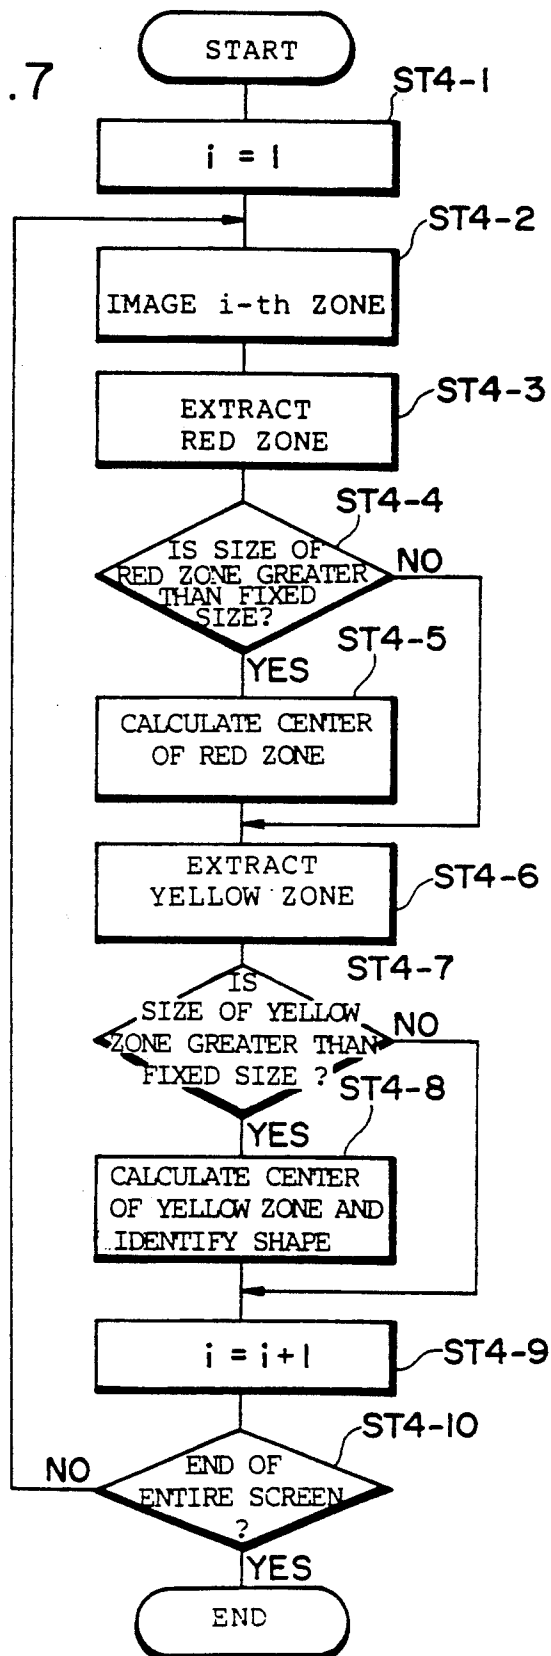 START
.7
ST4-1
i = 1
ST4-2
IMAGE i-th ZONE
ST4-3
EXTRACT
RED ZONE
ST4-4
IS SIZE OF
RED ZONE GREATER
THAN FIXED
SIZE?
NO
YES
ST4-5
CALCULATE CENTER
OF RED ZONE
EXTRACT
YELLOW ZONE
ST4-6
ST4-7
IS
SIZE OF YELLOW
ZONE GREATER THAN
FIXED SIZE ?
NO
YES
ST4-8
CALCULATE CENTER
OF YELLOW ZONE AND
IDENTIFY SHAPE
i = i+1
ST4-9
ST4-10
END OF
ENTIRE SCREEN
?
NO
YES
END